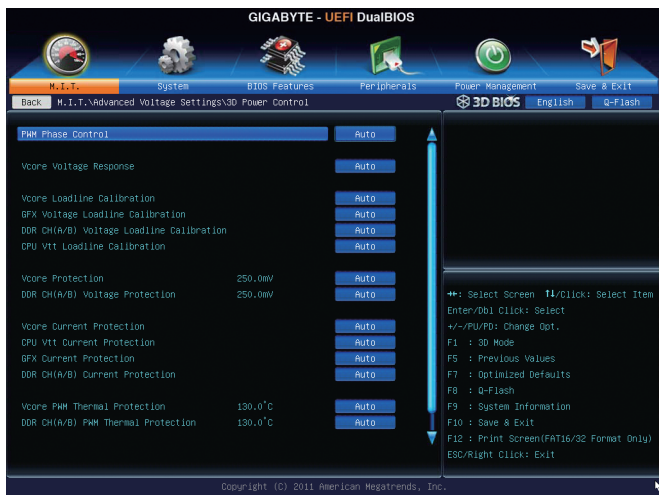 GIGABYTE - UEFI DualBIOS
M.I.T. System BIOS Features Peripherals Power Management Save & Exit
Back M.I.T.\Advanced Voltage Settings\3D Power Control 3D BIOS English Q-Flash
PWM Phase Control Auto
Vcore Voltage Response Auto
Vcore Loadline Calibration Auto
GFX Voltage Loadline Calibration Auto
DDR CH(A/B) Voltage Loadline Calibration Auto
CPU Vtt Loadline Calibration Auto
Vcore Protection 250.0mV Auto
DDR CH(A/B) Voltage Protection 250.0mV Auto
Vcore Current Protection Auto
CPU Vtt Current Protection Auto
GFX Current Protection Auto
DDR CH(A/B) Current Protection Auto
Vcore PWM Thermal Protection 130.0°C Auto
DDR CH(A/B) PWM Thermal Protection 130.0°C Auto
→←: Select Screen ↑↓/Click: Select Item
Enter/Dbl Click: Select
+/-/PU/PD: Change Opt.
F1 : 3D Mode
F5 : Previous Values
F7 : Optimized Defaults
F8 : Q-Flash
F9 : System Information
F10 : Save & Exit
F12 : Print Screen(FAT16/32 Format Only)
ESC/Right Click: Exit
Copyright (C) 2011 American Megatrends, Inc.